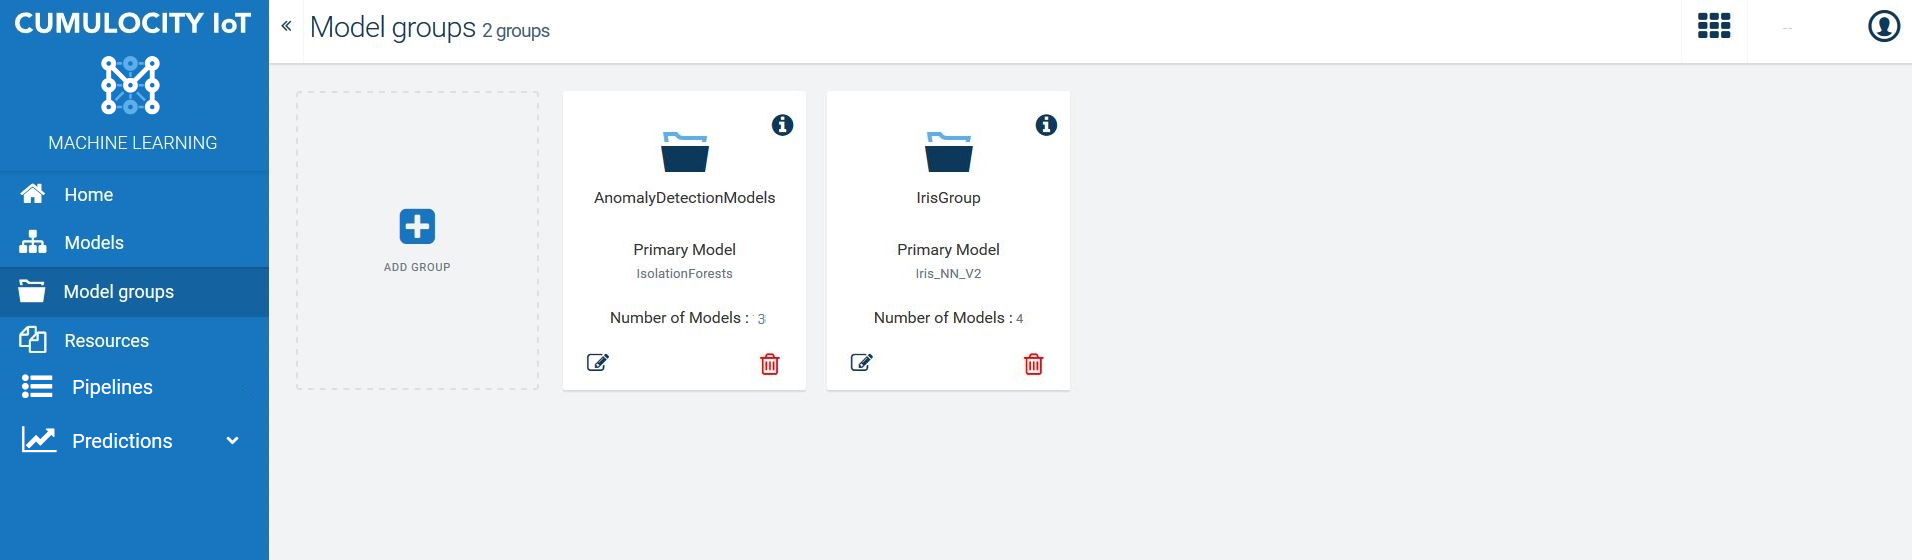 CUMULOCITY IoT
MACHINE LEARNING
Home
Models
Model groups
Resources
Pipelines
Predictions
Model groups 2 groups
ADD GROUP
AnomalyDetectionModels
Primary Model
IsolationForests
Number of Models : 3
IrisGroup
Primary Model
Iris_NN_V2
Number of Models : 4